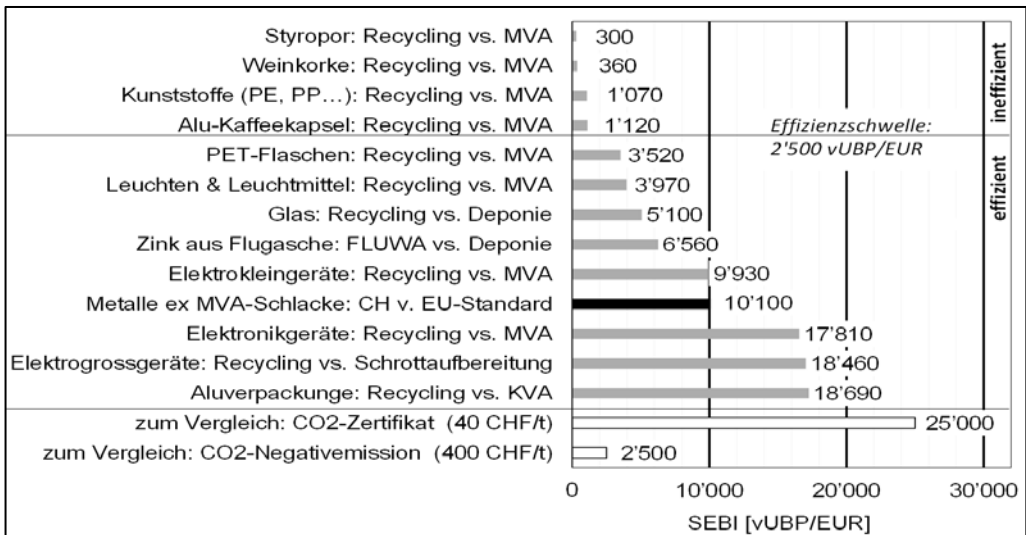 Styropor: Recycling vs. MVA 300
Weinkorke: Recycling vs. MVA 360
Kunststoffe (PE, PP…): Recycling vs. MVA 1'070
Alu-Kaffeekapsel: Recycling vs. MVA 1'120
ineffizient
Effizienzschwelle:
2'500 vUBP/EUR
PET-Flaschen: Recycling vs. MVA 3'520
Leuchten & Leuchtmittel: Recycling vs. MVA 3'970
Glas: Recycling vs. Deponie 5'100
Zink aus Flugasche: FLUWA vs. Deponie 6'560
Elektrokleingeräte: Recycling vs. MVA 9'930
Metalle ex MVA-Schlacke: CH v. EU-Standard 10'100
Elektronikgeräte: Recycling vs. MVA 17'810
Elektrogrossgeräte: Recycling vs. Schrottaufbereitung 18'460
Aluverpackunge: Recycling vs. KVA 18'690
effizient
zum Vergleich: CO2-Zertifikat (40 CHF/t) 25'000
zum Vergleich: CO2-Negativemission (400 CHF/t) 2'500
0 10'000 20'000 30'000
SEBI [vUBP/EUR]